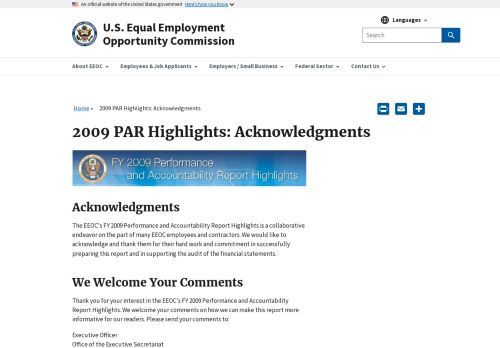 An official website of the United States government Here's how you know
U.S. Equal Employment
Opportunity Commission
Languages
Search
About EEOC
Employees & Job Applicants
Employers / Small Business
Federal Sector
Contact Us
Home » 2009 PAR Highlights: Acknowledgments
2009 PAR Highlights: Acknowledgments
FY 2009 Performance
and Accountability Report Highlights
Acknowledgments
The EEOC's FY 2009 Performance and Accountability Report Highlights is a collaborative
endeavor on the part of many EEOC employees and contractors. We would like to
acknowledge and thank them for their hard work and commitment in successfully
preparing this report and in supporting the audit of the financial statements.
We Welcome Your Comments
Thank you for your interest in the EEOC's FY 2009 Performance and Accountability
Report Highlights. We welcome your comments on how we can make this report more
informative for our readers. Please send your comments to:
Executive Officer
Office of the Executive Secretariat